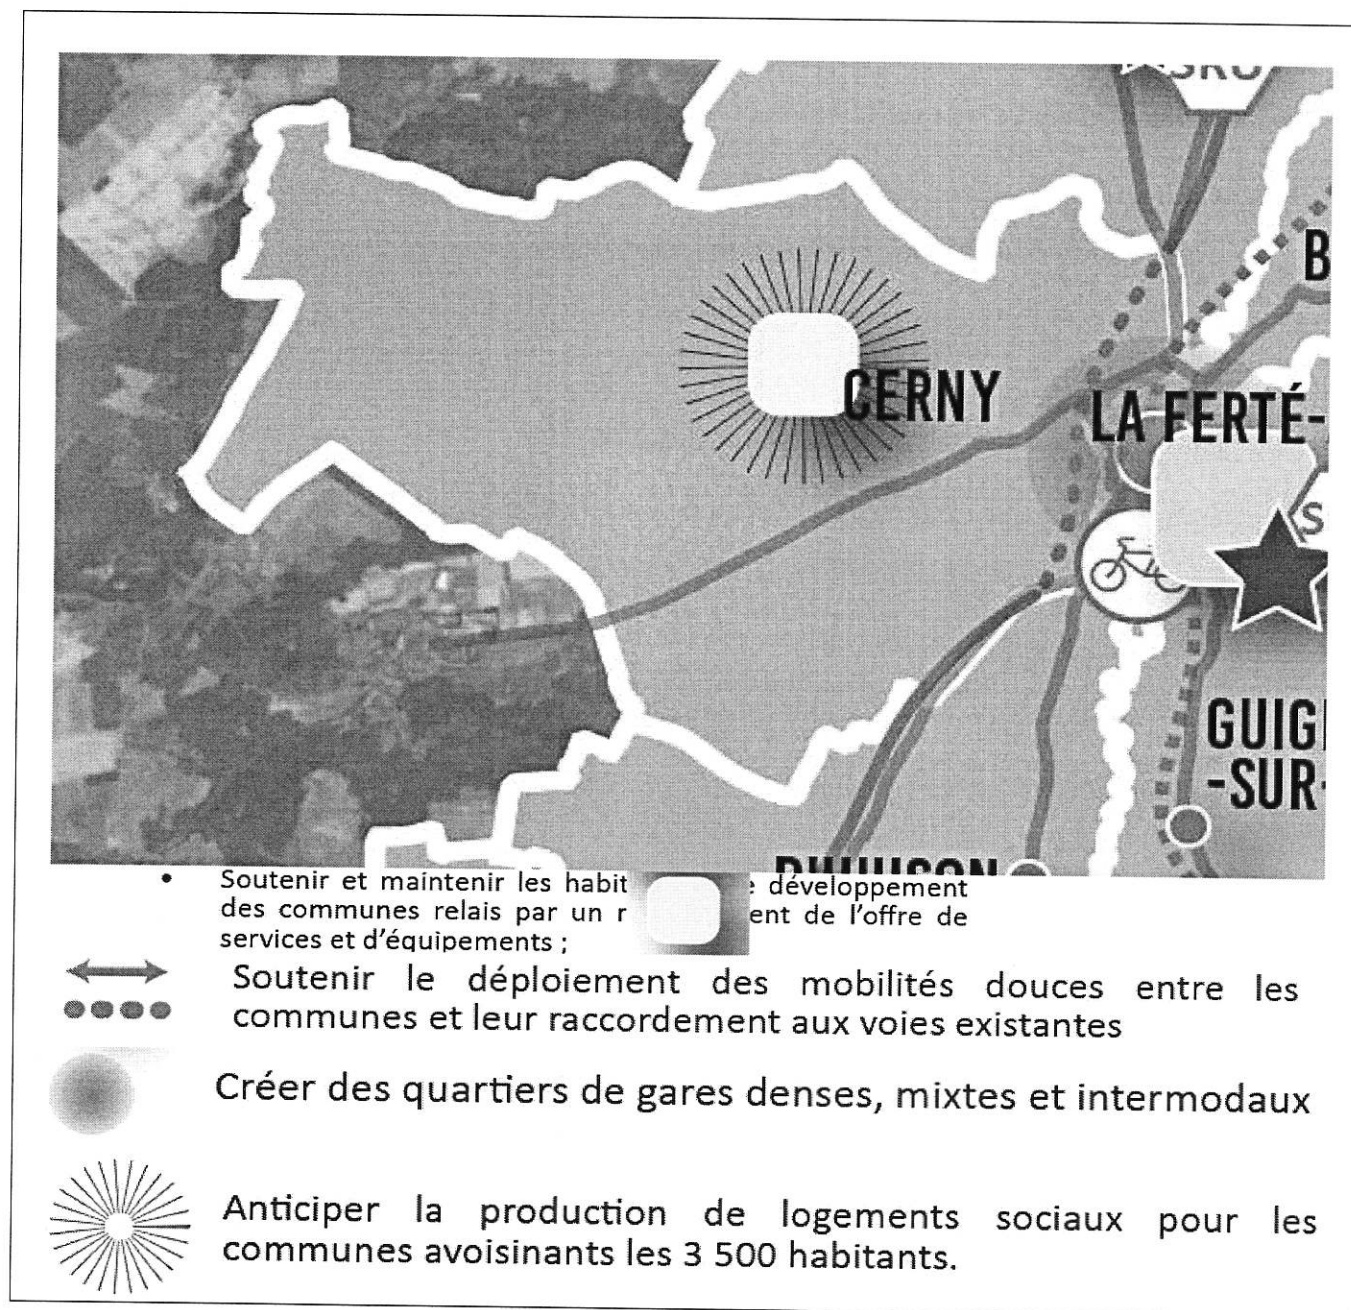 SRU
B
CERNY
LA FERTÉ-
S
GUIG
-SUR-
• Soutenir et maintenir les habit développement
des communes relais par un r ent de l'offre de
services et d'équipements ;
Soutenir le déploiement des mobilités douces entre les
communes et leur raccordement aux voies existantes
Créer des quartiers de gares denses, mixtes et intermodaux
Anticiper la production de logements sociaux pour les
communes avoisinants les 3 500 habitants.